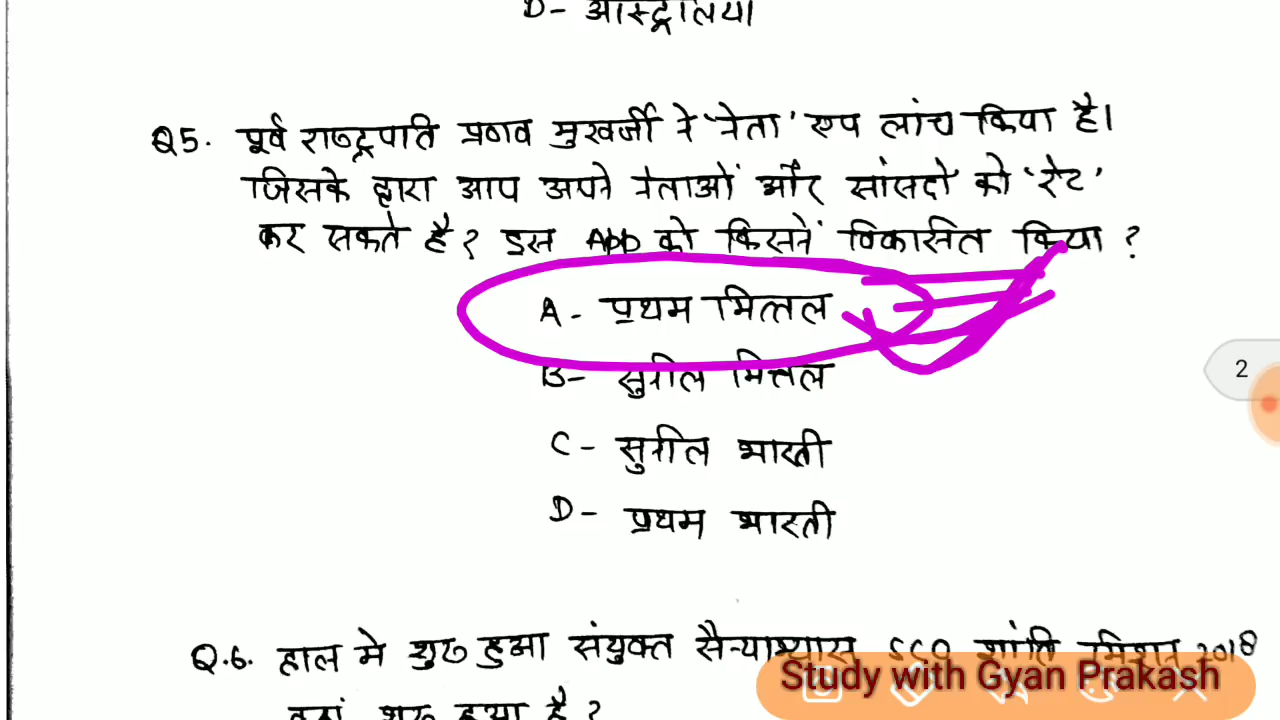 D- आस्ट्रेलिया
Q5. पूर्व राष्ट्रपति प्रणव मुखर्जी ने 'नेता' एप लांच किया है।
जिसके द्वारा आप अपने नेताओं और सांसदो को 'रेट'
कर सकते है? इस App को किसनें विकासित किया ?
A- प्रथम मित्तल
B- सुनील मित्तल
C- सुनील भारती
D- प्रथम भारती
2
Q.6. हाल मे शुरु हुआ संयुक्त सैन्याभ्यास SCO शांति मिशन 2018
कहां शुरु हुआ है ?
Study with Gyan Prakash